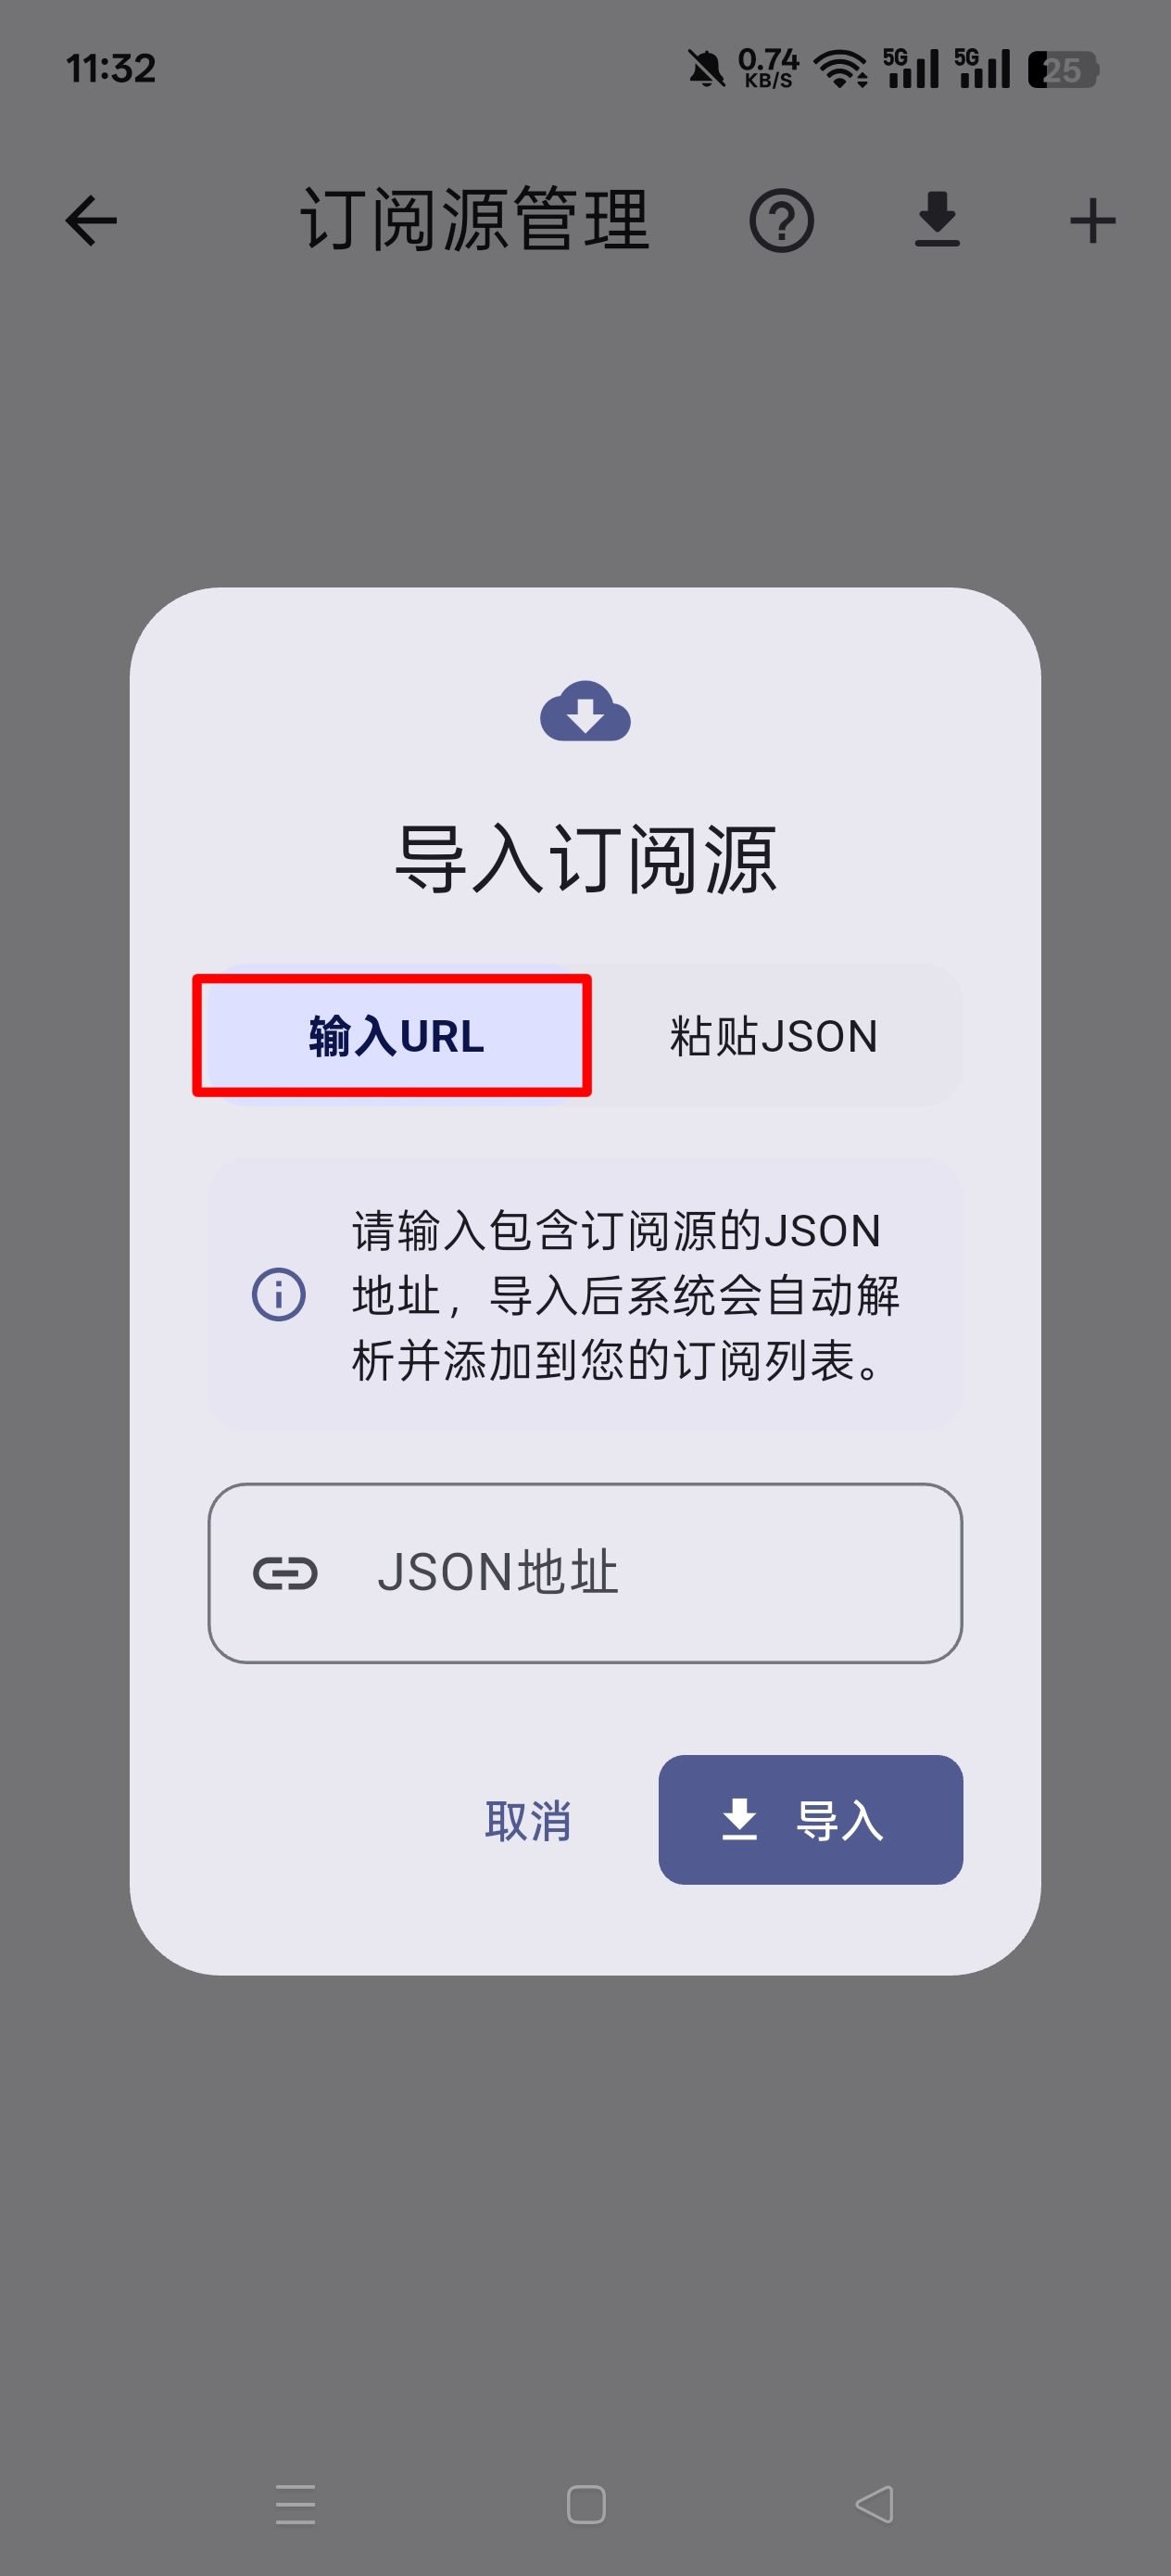 11:32
0.74
KB/S
5G
5G
25
订阅源管理
导入订阅源
输入URL
粘贴JSON
请输入包含订阅源的JSON
地址，导入后系统会自动解
析并添加到您的订阅列表。
JSON地址
取消
导入